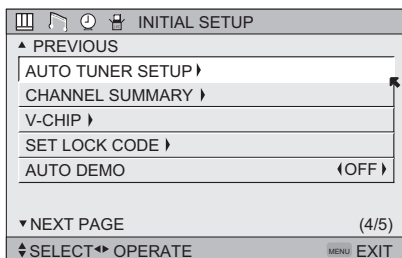 INITIAL SETUP
▲ PREVIOUS
AUTO TUNER SETUP
CHANNEL SUMMARY
V-CHIP
SET LOCK CODE
AUTO DEMO OFF
▼ NEXT PAGE (4/5)
SELECT OPERATE MENU EXIT